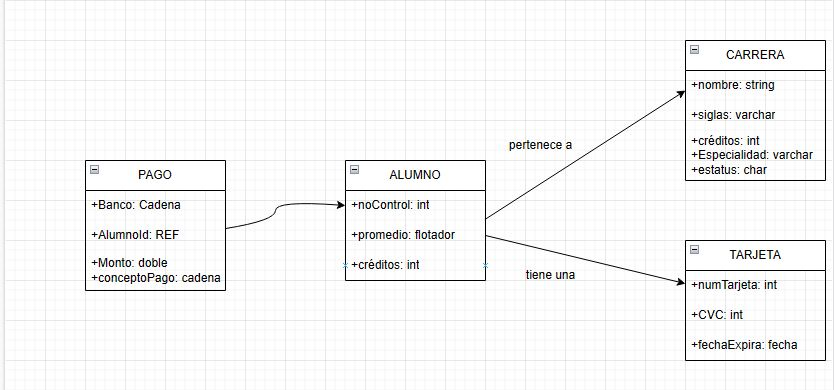 CARRERA
+nombre: string
+siglas: varchar
+créditos: int
+Especialidad: varchar
+estatus: char
pertenece a
PAGO
+Banco: Cadena
+AlumnoId: REF
+Monto: doble
+conceptoPago: cadena
ALUMNO
+noControl: int
+promedio: flotador
+créditos: int
tiene una
TARJETA
+numTarjeta: int
+CVC: int
+fechaExpira: fecha